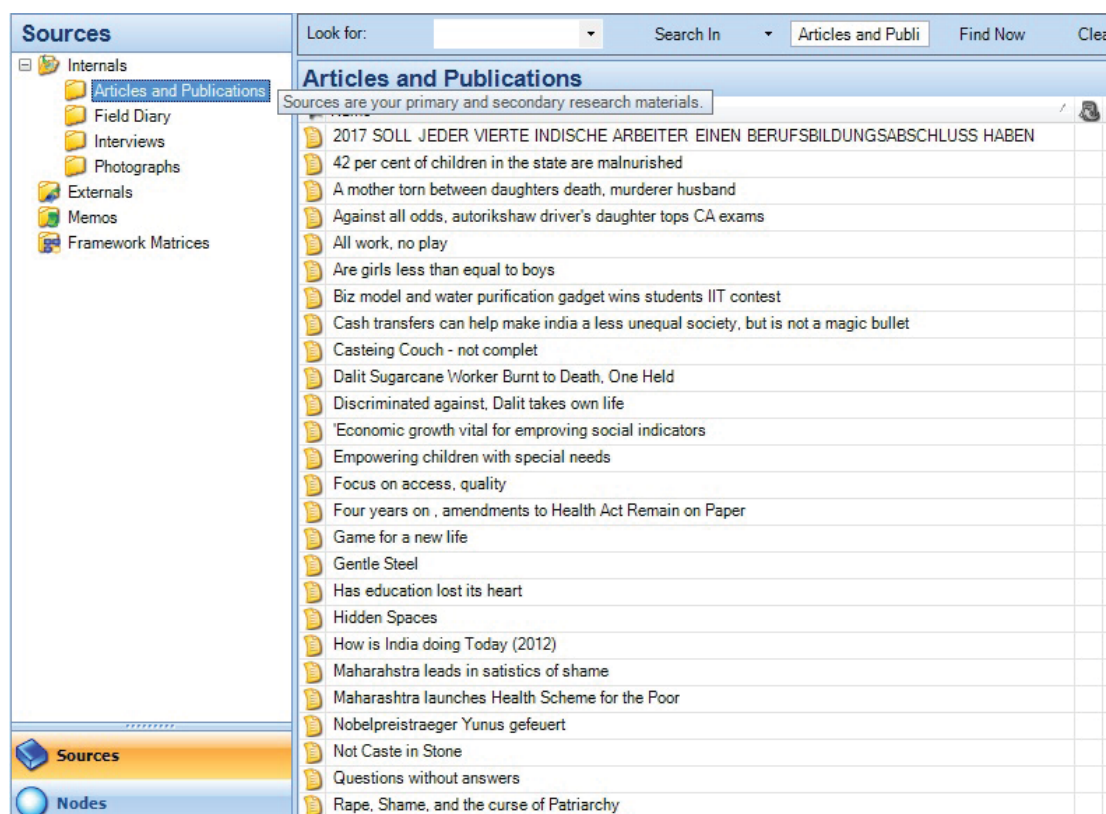 Sources
Internals
Articles and Publications
Field Diary
Interviews
Photographs
Externals
Memos
Framework Matrices
Sources
Nodes
Look for:
Search In
Articles and Publi
Find Now
Clea
Articles and Publications
Sources are your primary and secondary research materials.
2017 SOLL JEDER VIERTE INDISCHE ARBEITER EINEN BERUFSBILDUNGSABSCHLUSS HABEN
42 per cent of children in the state are malnurished
A mother torn between daughters death, murderer husband
Against all odds, autorikshaw driver's daughter tops CA exams
All work, no play
Are girls less than equal to boys
Biz model and water purification gadget wins students IIT contest
Cash transfers can help make india a less unequal society, but is not a magic bullet
Casteing Couch - not complet
Dalit Sugarcane Worker Burnt to Death, One Held
Discriminated against, Dalit takes own life
'Economic growth vital for emproving social indicators
Empowering children with special needs
Focus on access, quality
Four years on , amendments to Health Act Remain on Paper
Game for a new life
Gentle Steel
Has education lost its heart
Hidden Spaces
How is India doing Today (2012)
Maharahstra leads in satistics of shame
Maharashtra launches Health Scheme for the Poor
Nobelpreistraeger Yunus gefeuert
Not Caste in Stone
Questions without answers
Rape, Shame, and the curse of Patriarchy